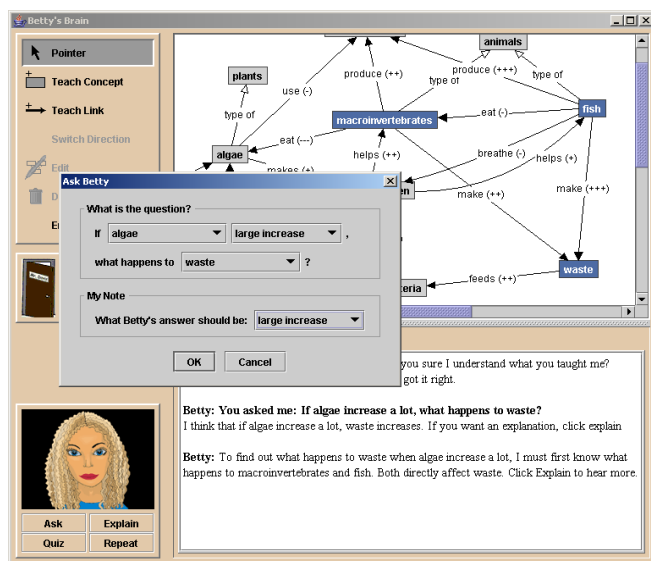 Betty's Brain
Pointer
Teach Concept
Teach Link
Switch Direction
Edit
D
animals
plants
produce (++)
produce (+++)
type of
type of
use (-)
type of
macroinvertebrates
eat (-)
fish
eat (---)
algae
helps (++)
breathe (-)
helps (+)
makes (+)
en
make (++)
make (+++)
waste
feeds (++)
teria
Ask Betty
What is the question?
If algae large increase ,
what happens to waste ?
My Note
What Betty's answer should be: large increase
OK Cancel
you sure I understand what you taught me?
got it right.
Betty: You asked me: If algae increase a lot, what happens to waste?
I think that if algae increase a lot, waste increases. If you want an explanation, click explain
Betty: To find out what happens to waste when algae increase a lot, I must first know what
happens to macroinvertebrates and fish. Both directly affect waste. Click Explain to hear more.
Ask Explain
Quiz Repeat